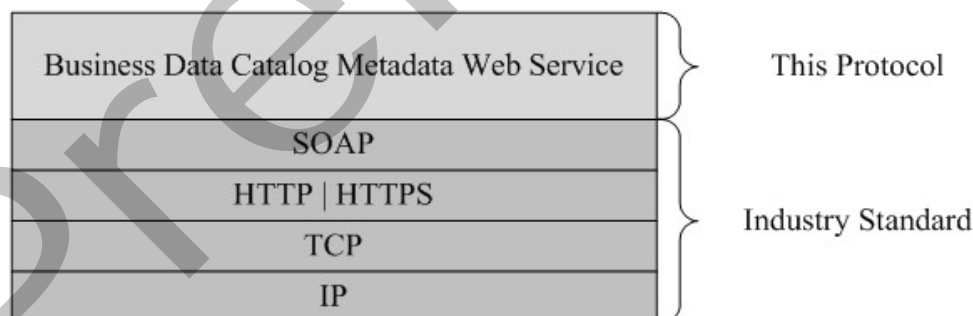 Business Data Catalog Metadata Web Service
This Protocol
SOAP
HTTP | HTTPS
Industry Standard
TCP
IP